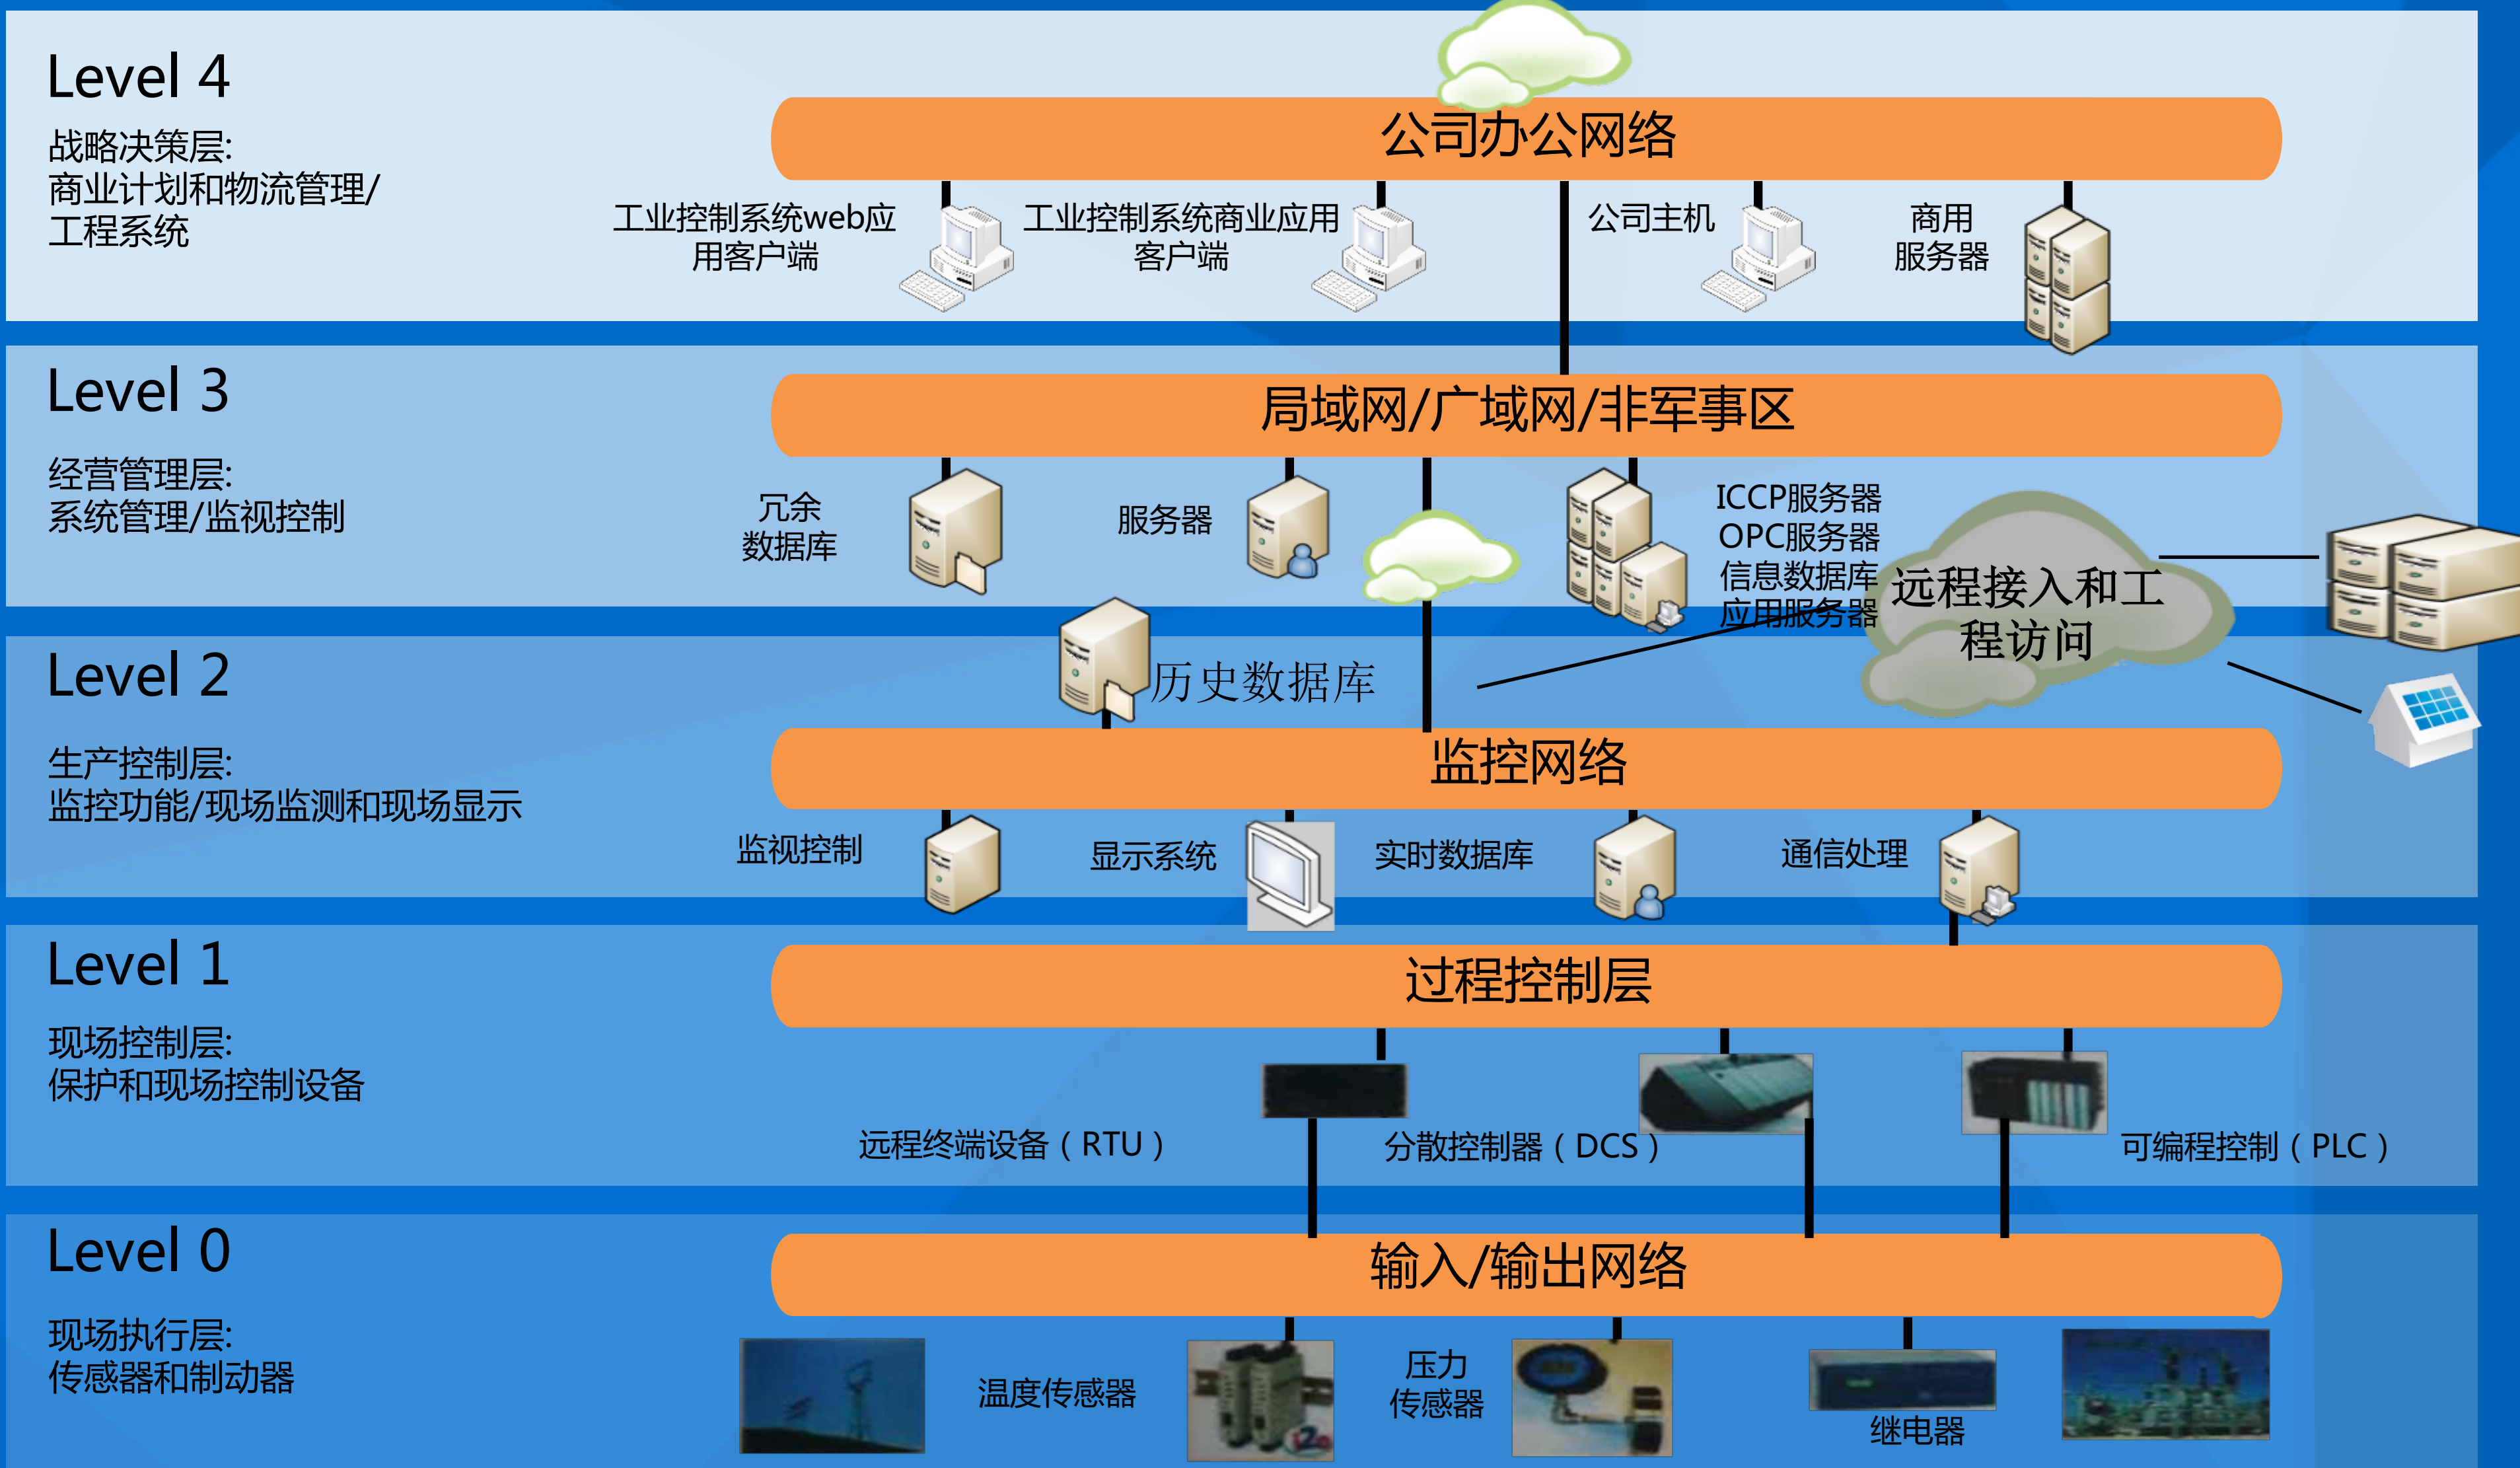 Level 4
战略决策层:
商业计划和物流管理/
工程系统
公司办公网络
工业控制系统web应
用客户端
工业控制系统商业应用
客户端
公司主机
商用
服务器
Level 3
经营管理层:
系统管理/监视控制
局域网/广域网/非军事区
冗余
数据库
服务器
ICCP服务器
OPC服务器
信息数据库
应用服务器
远程接入和工
程访问
Level 2
生产控制层:
监控功能/现场监测和现场显示
历史数据库
监控网络
监视控制
显示系统
实时数据库
通信处理
Level 1
现场控制层:
保护和现场控制设备
过程控制层
远程终端设备（RTU）
分散控制器（DCS）
可编程控制（PLC）
Level 0
现场执行层:
传感器和制动器
输入/输出网络
温度传感器
压力
传感器
继电器